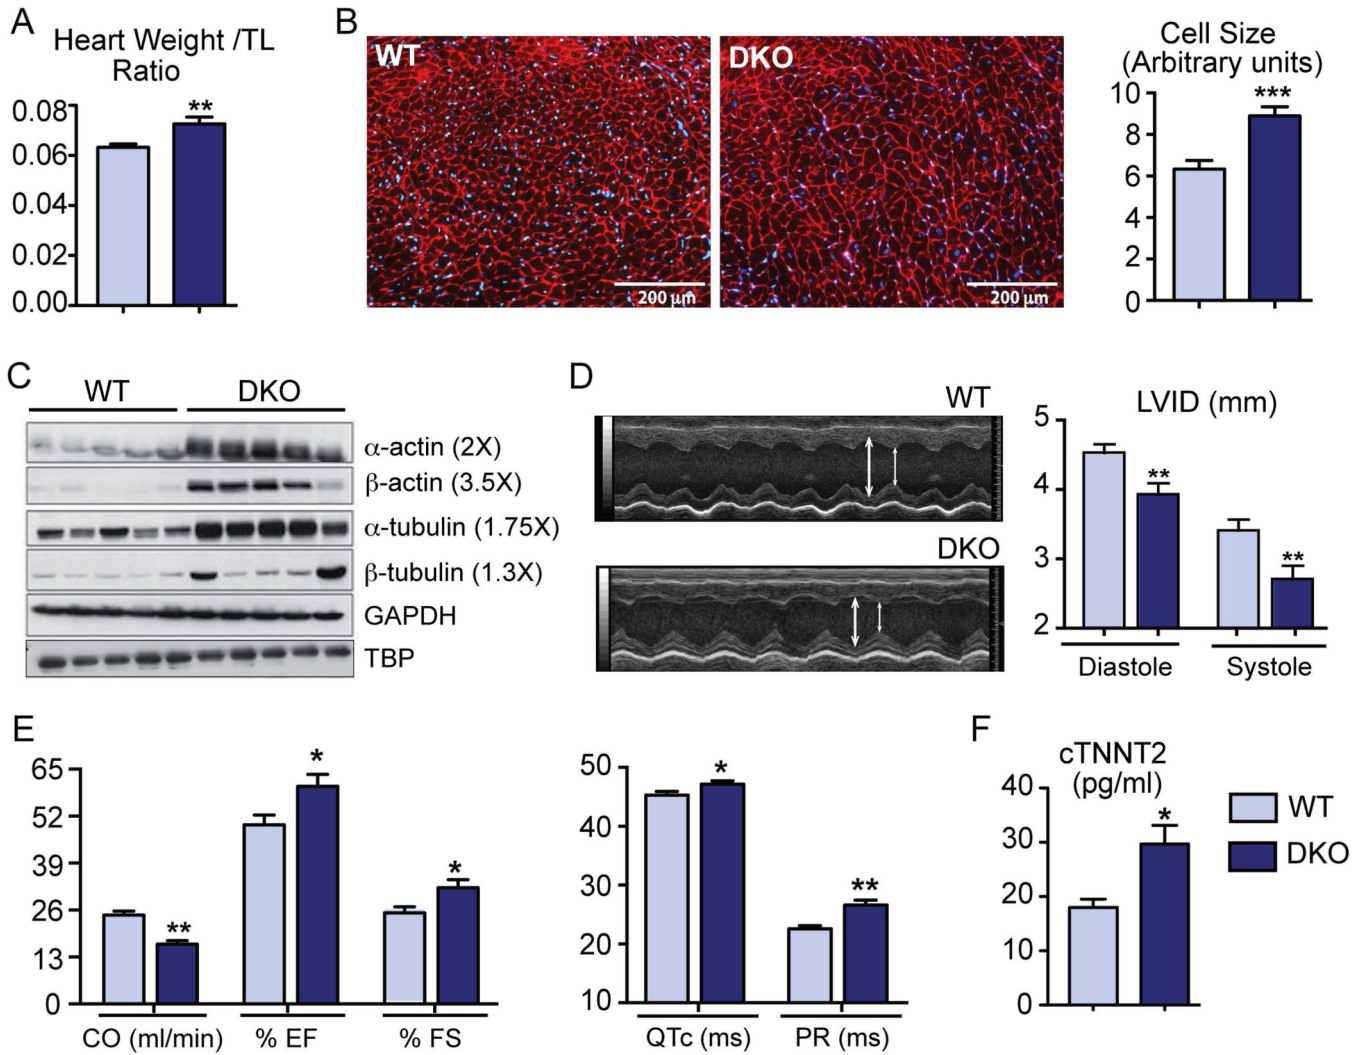 A
Heart Weight /TL
Ratio
**
0.08
0.06
0.04
0.02
0.00
B
WT
200 µm
DKO
200 µm
Cell Size
(Arbitrary units)
***
10
8
6
4
2
0
C
WT
DKO
α-actin (2X)
β-actin (3.5X)
α-tubulin (1.75X)
β-tubulin (1.3X)
GAPDH
TBP
D
WT
DKO
LVID (mm)
5
4
3
2
**
**
Diastole
Systole
E
65
52
39
26
13
0
**
*
*
CO (ml/min)
% EF
% FS
50
40
30
20
10
*
**
QTc (ms)
PR (ms)
F
cTNNT2
(pg/ml)
40
30
20
10
0
*
WT
DKO